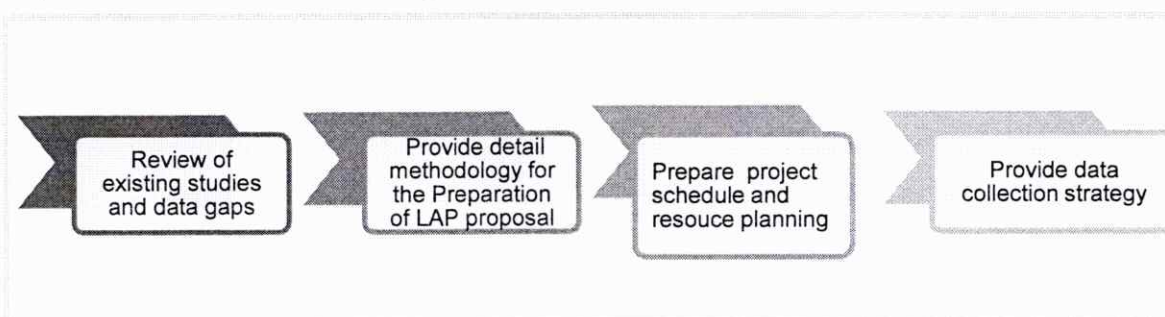 Review of
existing studies
and data gaps
Provide detail
methodology for
the Preparation
of LAP proposal
Prepare project
schedule and
resouce planning
Provide data
collection strategy